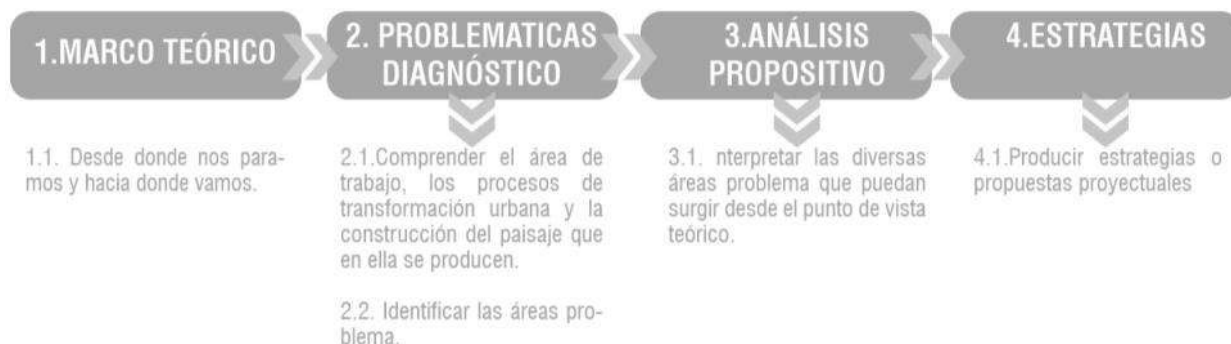 1.MARCO TEÓRICO
1.1. Desde donde nos para-
mos y hacia donde vamos.
2. PROBLEMATICAS
DIAGNÓSTICO
2.1.Comprender el área de
trabajo, los procesos de
transformación urbana y la
construcción del paisaje que
en ella se producen.
2.2. Identificar las áreas pro-
blema.
3.ANÁLISIS
PROPOSITIVO
3.1. nterpretar las diversas
áreas problema que puedan
surgir desde el punto de vista
teórico.
4.ESTRATEGIAS
4.1.Producir estrategias o
propuestas proyectuales